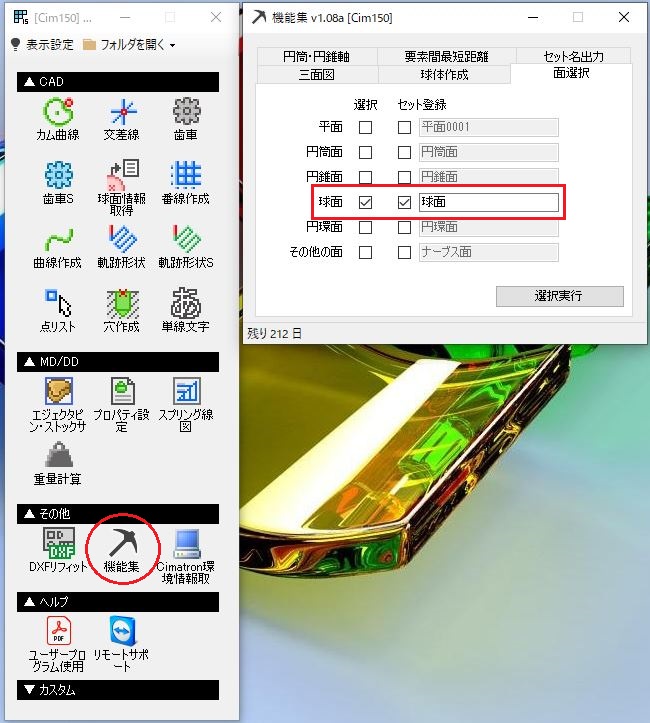 [Cim150] ...
表示設定 フォルダを開く
▲ CAD
カム曲線 交差線 歯車
歯車S 球面情報取得 番線作成
曲線作成 軌跡形状 軌跡形状S
点リスト 穴作成 単線文字
▲ MD/DD
エジェクタピン・ストックサ プロパティ設定 スプリング線図
重量計算
▲ その他
DXFリフィット 機能集 Cimatron環境情報取
▲ ヘルプ
ユーザープログラム使用 リモートサポート
▼ カスタム
機能集 v1.08a [Cim150]
円筒・円錐軸 要素間最短距離 セット名出力
三面図 球体作成 面選択
選択 セット登録
平面 平面0001
円筒面 円筒面
円錐面 円錐面
球面 球面
円環面 円環面
その他の面 ナーブス面
選択実行
残り 212 日